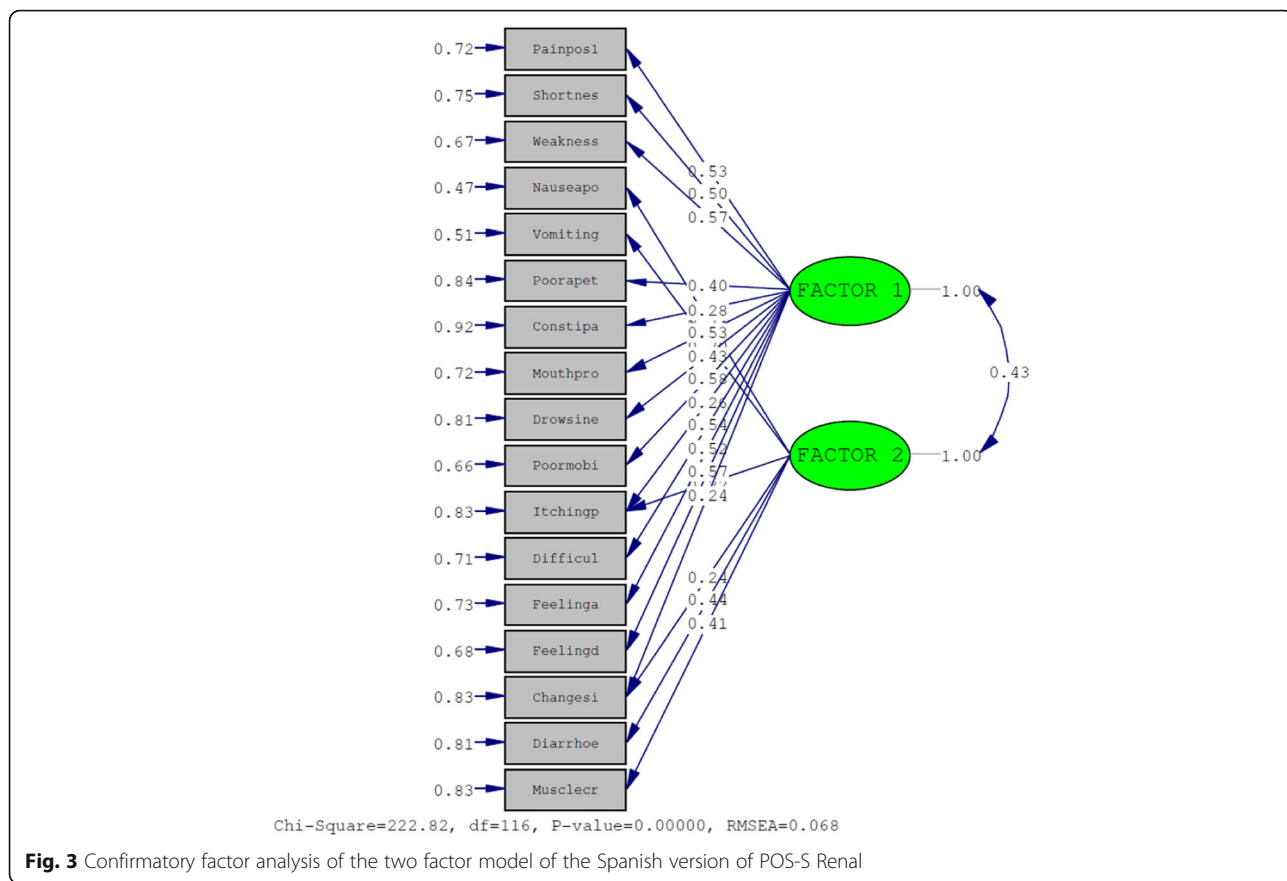 0.72 Painpos1
0.75 Shortnes
0.67 Weakness
0.47 Nauseapo
0.51 Vomiting
0.84 Poorapet
0.92 Constipa
0.72 Mouthpro
0.81 Drowsine
0.66 Poormobi
0.83 Itchingp
0.71 Difficul
0.73 Feelinga
0.68 Feelingd
0.83 Changesi
0.81 Diarrhoe
0.83 Musclecr
0.53
0.50
0.57
0.40
0.28
0.53
0.43
0.58
0.26
0.54
0.52
0.57
0.24
0.24
0.44
0.41
FACTOR 1
1.00
0.43
FACTOR 2
1.00
Chi-Square=222.82, df=116, P-value=0.00000, RMSEA=0.068
Fig. 3 Confirmatory factor analysis of the two factor model of the Spanish version of POS-S Renal